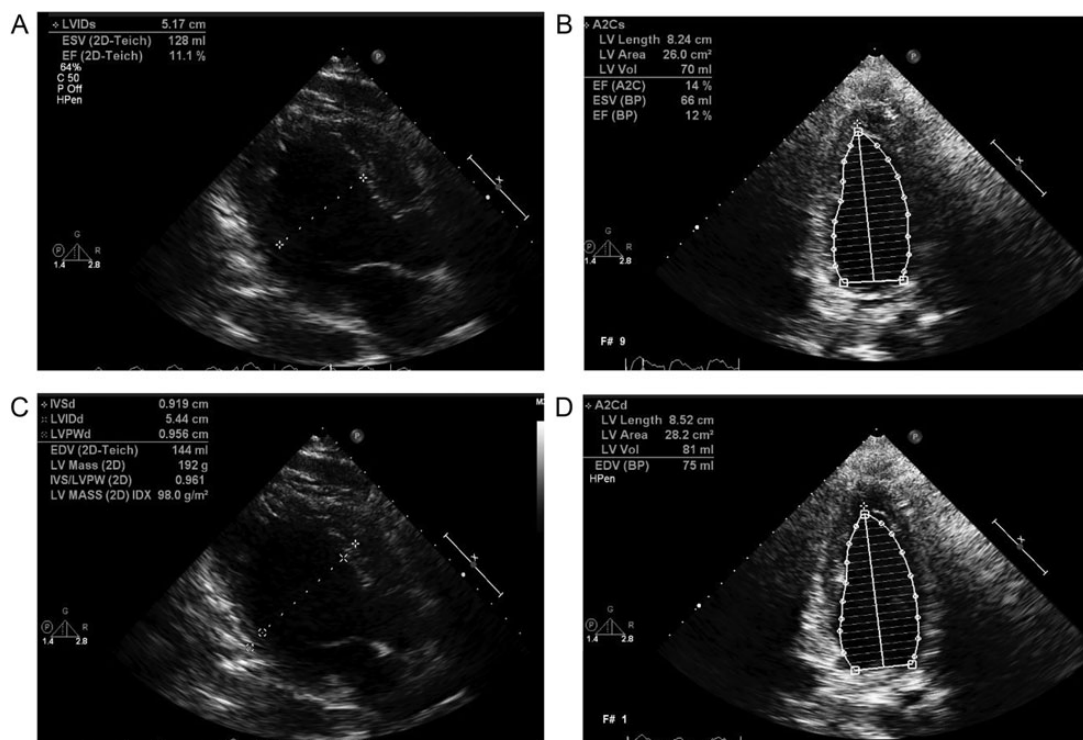 A
LVIDs 5.17 cm
ESV (2D-Teich) 128 ml
EF (2D-Teich) 11.1 %
64%
C 50
P Off
HPen
P
G
P R
1.4 2.8
B
A2Cs
LV Length 8.24 cm
LV Area 26.0 cm²
LV Vol 70 ml
EF (A2C) 14 %
ESV (BP) 66 ml
EF (BP) 12 %
P
X
G
P R
1.4 2.8
F# 9
C
IVSd 0.919 cm
LVIDd 5.44 cm
LVPWd 0.956 cm
EDV (2D-Teich) 144 ml
LV Mass (2D) 192 g
IVS/LVPW (2D) 0.961
LV MASS (2D) IDX 98.0 g/m²
P
X
G
P R
1.4 2.8
D
A2Cd
LV Length 8.52 cm
LV Area 28.2 cm²
LV Vol 81 ml
EDV (BP) 75 ml
HPen
P
X
G
P R
1.4 2.8
F# 1